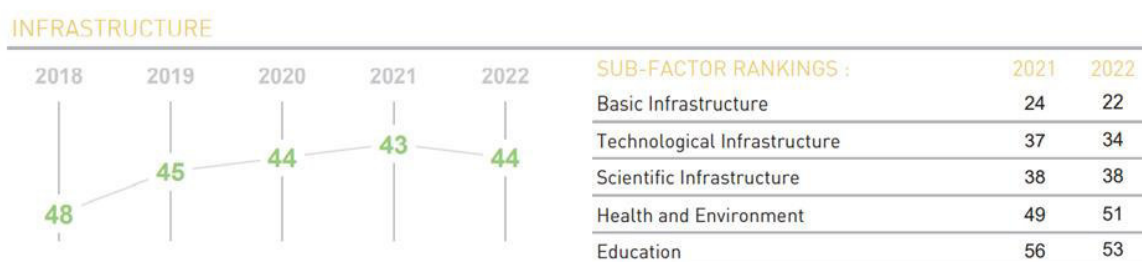 INFRASTRUCTURE
2018 2019 2020 2021 2022
48 45 44 43 44
SUB-FACTOR RANKINGS : 2021 2022
Basic Infrastructure 24 22
Technological Infrastructure 37 34
Scientific Infrastructure 38 38
Health and Environment 49 51
Education 56 53